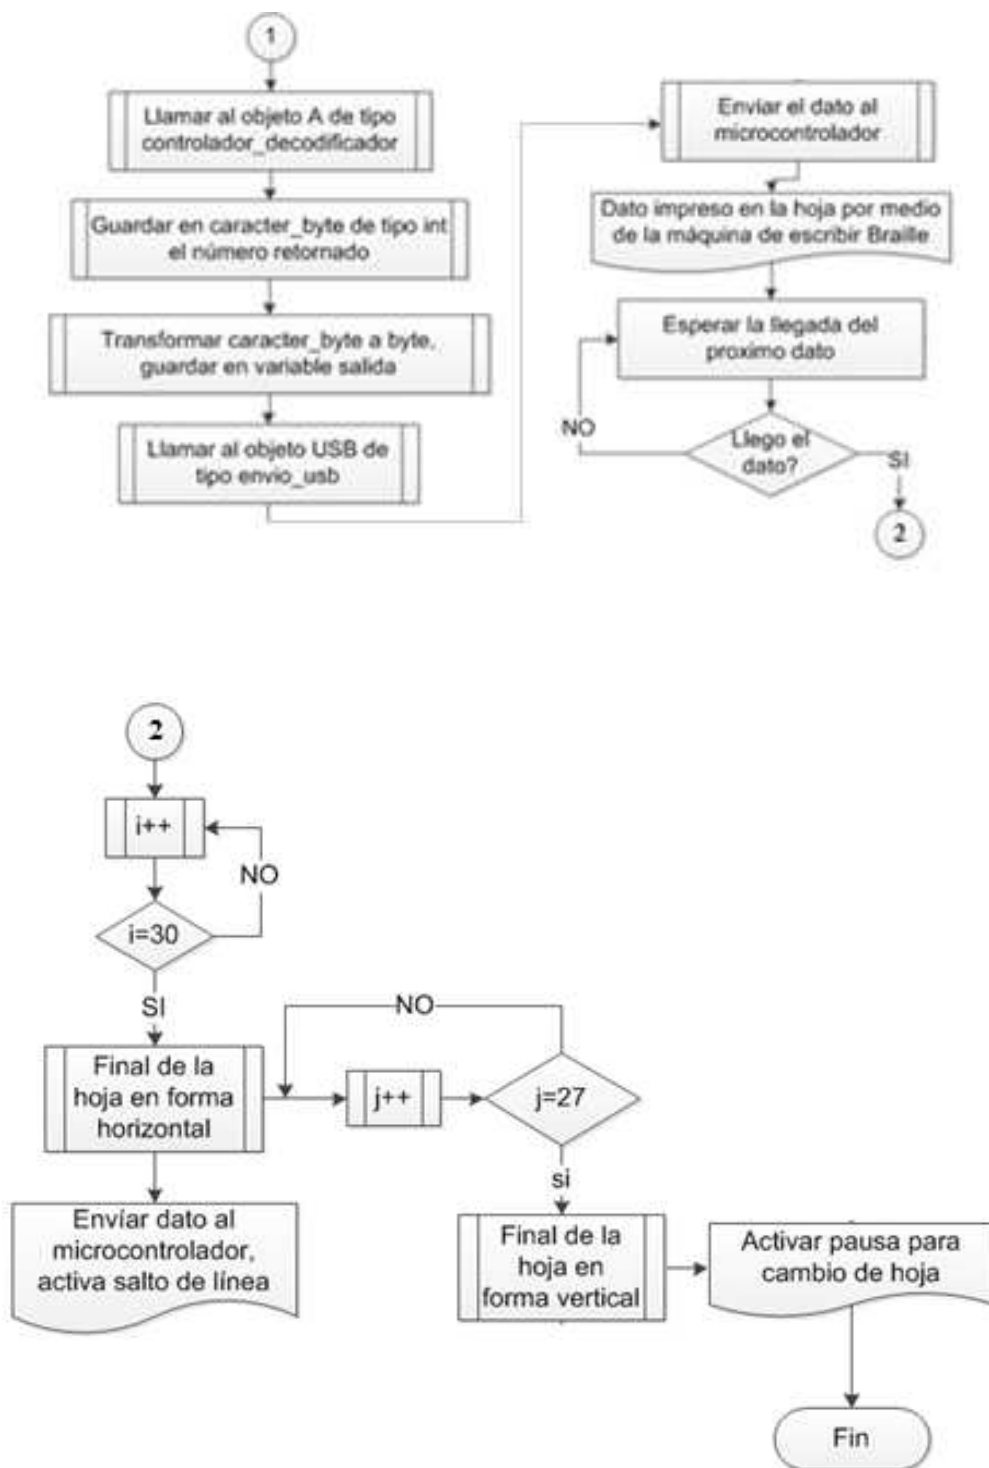 1
Llamar al objeto A de tipo
controlador_decodificador
Guardar en caracter_byte de tipo int
el número retornado
Transformar caracter_byte a byte,
guardar en variable salida
Llamar al objeto USB de
tipo envio_usb
Enviar el dato al
microcontrolador
Dato impreso en la hoja por medio
de la máquina de escribir Braille
Esperar la llegada del
proximo dato
NO
Llego el
dato?
SI
2
2
i++
NO
i=30
SI
NO
Final de la
hoja en forma
horizontal
j++
j=27
si
Envíar dato al
microcontrolador,
activa salto de línea
Final de la
hoja en
forma vertical
Activar pausa para
cambio de hoja
Fin